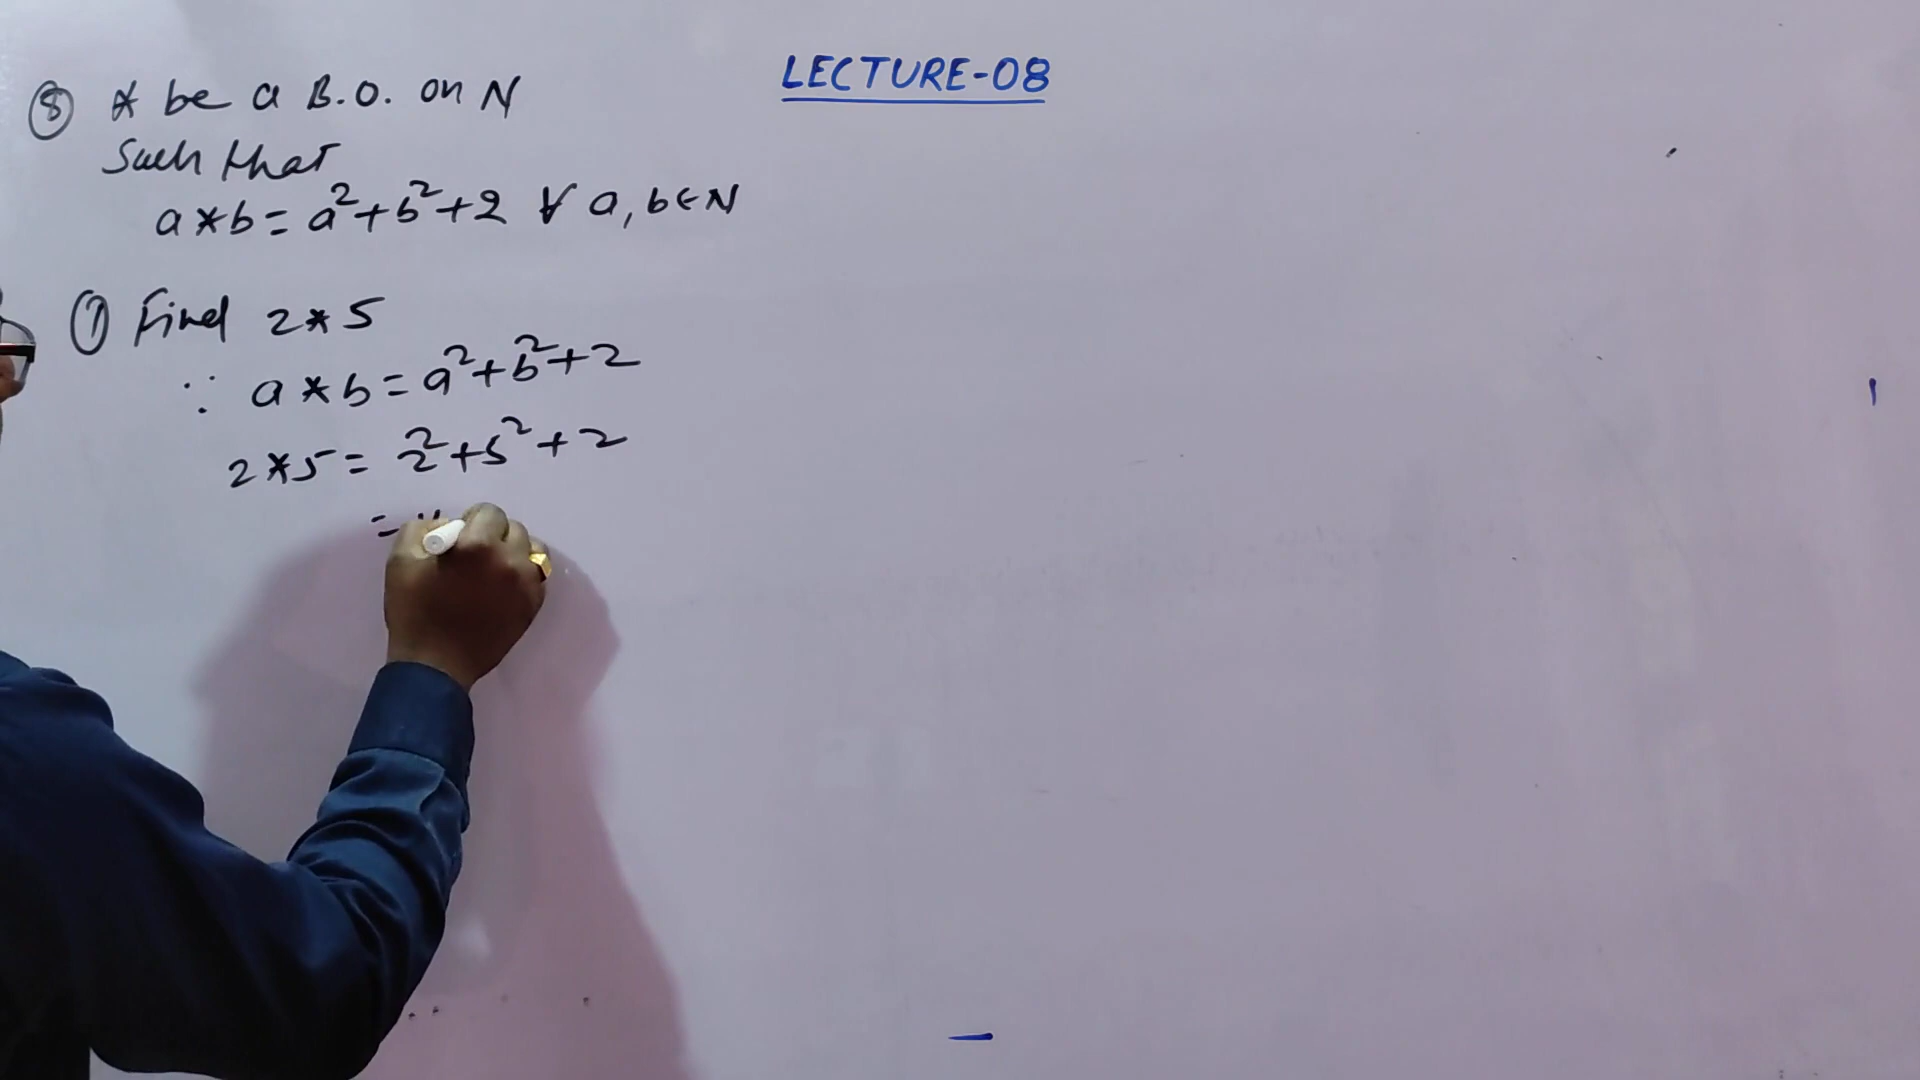 LECTURE-08
⑧ * be a B.O. on N
Such that
a*b = a²+b²+2 ∀ a, b∈N
① Find 2*5
∵ a*b = a²+b²+2
2*5 = 2²+5²+2
=